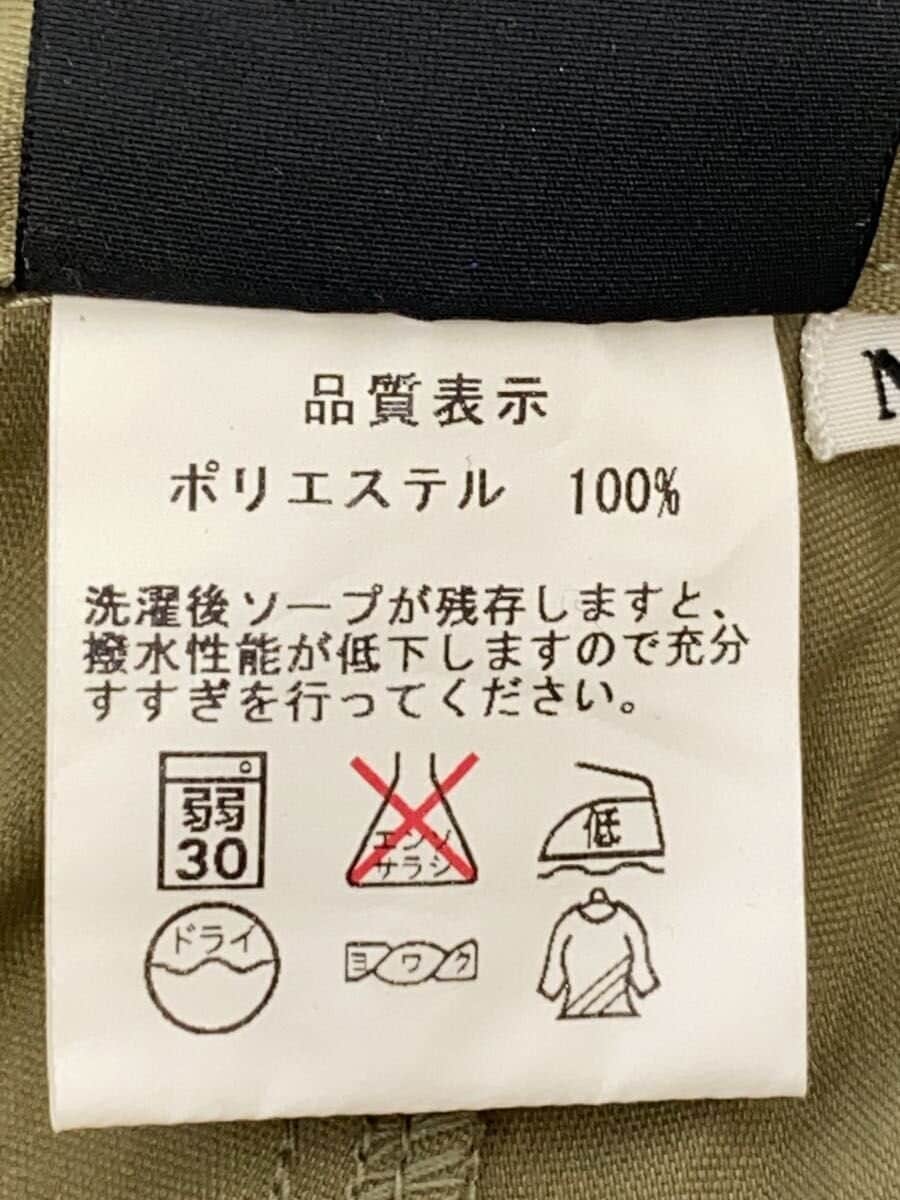 品質表示
ポリエステル 100%
洗濯後ソープが残存しますと、
撥水性能が低下しますので充分
すすぎを行ってください。
弱
30
エンソ
サラシ
低
ドライ
ヨワク